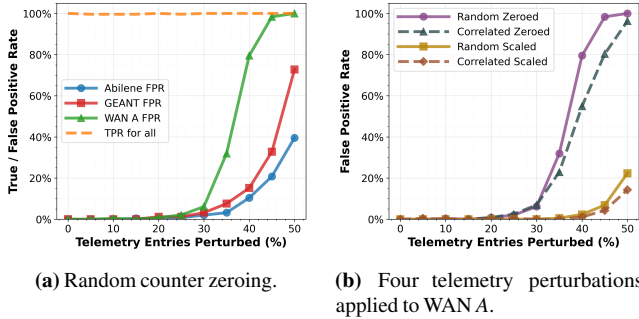 100%
80%
60%
40%
20%
0%
True / False Positive Rate
Abilene FPR
GEANT FPR
WAN A FPR
TPR for all
0 10 20 30 40 50
Telemetry Entries Perturbed (%)
(a) Random counter zeroing.
100%
80%
60%
40%
20%
0%
False Positive Rate
Random Zeroed
Correlated Zeroed
Random Scaled
Correlated Scaled
0 10 20 30 40 50
Telemetry Entries Perturbed (%)
(b) Four telemetry perturbations
applied to WAN A.